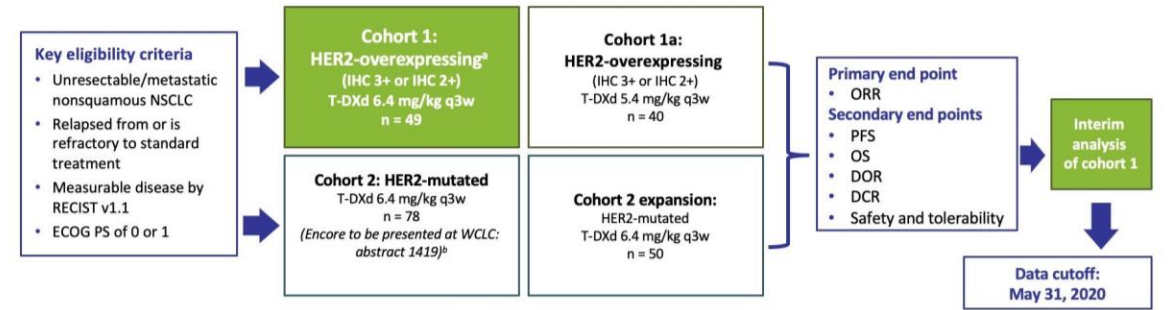 Key eligibility criteria
• Unresectable/metastatic
nonsquamous NSCLC
• Relapsed from or is
refractory to standard
treatment
• Measurable disease by
RECIST v1.1
• ECOG PS of 0 or 1
Cohort 1:
HER2-overexpressingᵃ
(IHC 3+ or IHC 2+)
T-DXd 6.4 mg/kg q3w
n = 49
Cohort 1a:
HER2-overexpressing
(IHC 3+ or IHC 2+)
T-DXd 5.4 mg/kg q3w
n = 40
Cohort 2: HER2-mutated
T-DXd 6.4 mg/kg q3w
n = 78
(Encore to be presented at WCLC:
abstract 1419)ᵇ
Cohort 2 expansion:
HER2-mutated
T-DXd 6.4 mg/kg q3w
n = 50
Primary end point
• ORR
Secondary end points
• PFS
• OS
• DOR
• DCR
• Safety and tolerability
Interim
analysis
of cohort 1
Data cutoff:
May 31, 2020